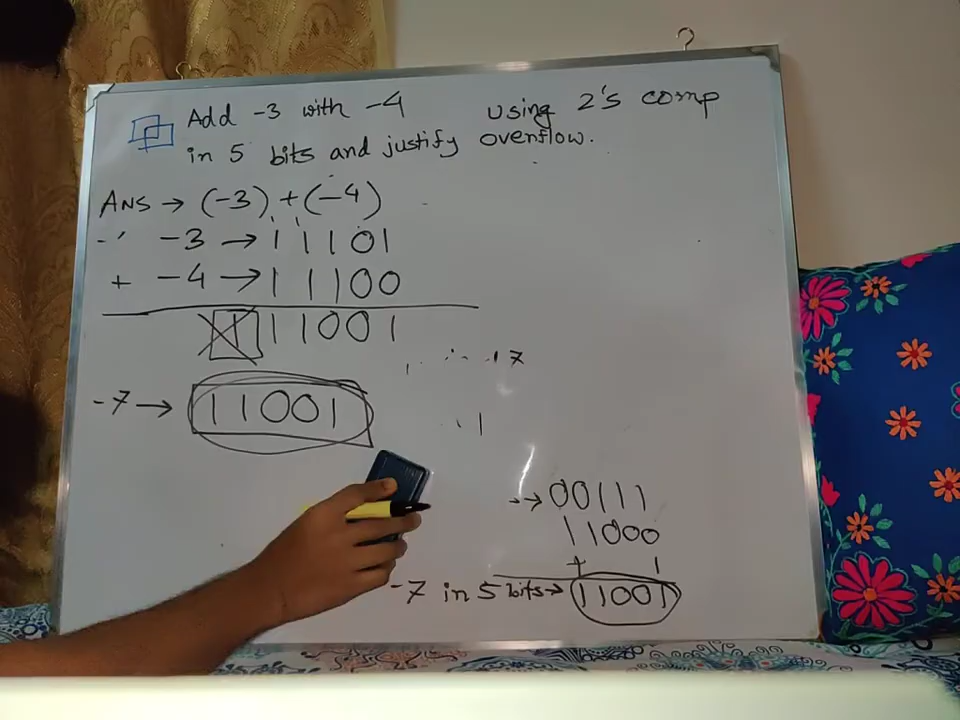 Add -3 with -4 using 2's comp
in 5 bits and justify overflow.
Ans → (-3) + (-4)
-3 → 11101
+ -4 → 11100
1 11001
-7 → 11001
→ 00111
11000
+ 1
-7 in 5 bits → 11001